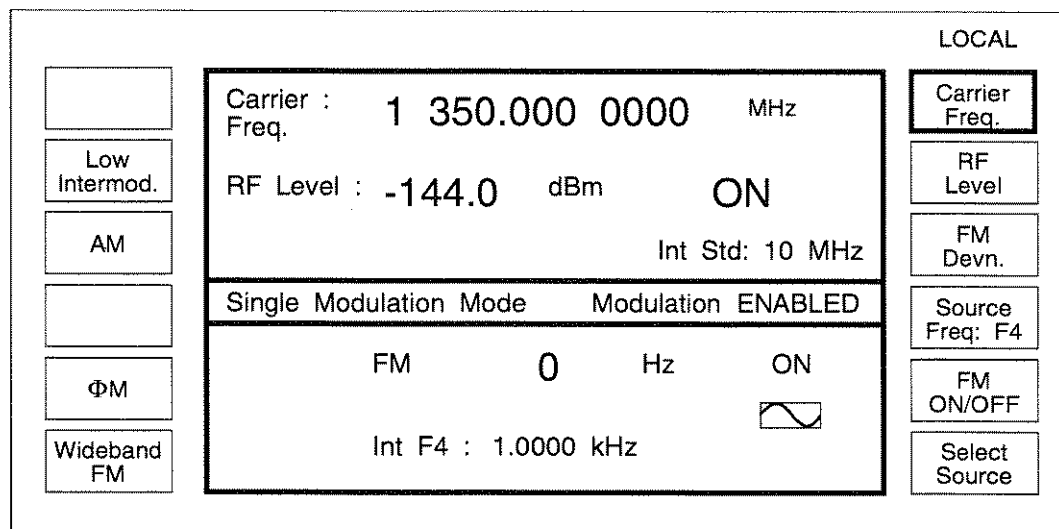 LOCAL
Low
Intermod.
AM
ΦM
Wideband
FM
Carrier :
Freq.
1 350.000 0000 MHz
RF Level : -144.0 dBm ON
Int Std: 10 MHz
Single Modulation Mode Modulation ENABLED
FM 0 Hz ON
Int F4 : 1.0000 kHz
Carrier
Freq.
RF
Level
FM
Devn.
Source
Freq: F4
FM
ON/OFF
Select
Source